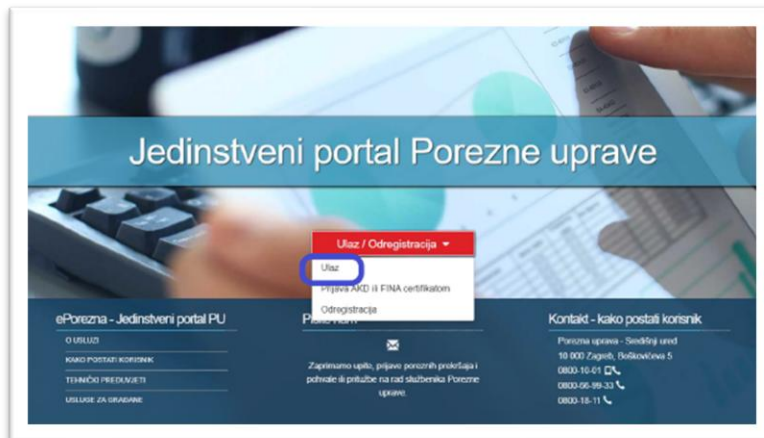 Jedinstveni portal Porezne uprave
Ulaz / Odregistracija
Ulaz
Prijava AKD ili FINA certifikatom
Odregistracija
ePorezna - Jedinstveni portal PU
O USLUZI
KAKO POSTATI KORISNIK
TEHNIČKI PREDUVJETI
USLUGE ZA GRAĐANE
Zaprimamo upite, prijave poreznih prekršaja i
pohvale ili pritužbe na rad službenika Porezne
uprave.
Kontakt - kako postati korisnik
Porezna uprava - Središnji ured
10 000 Zagreb, Boškovićeva 5
0800-10-01
0800-66-99-33
0800-18-11